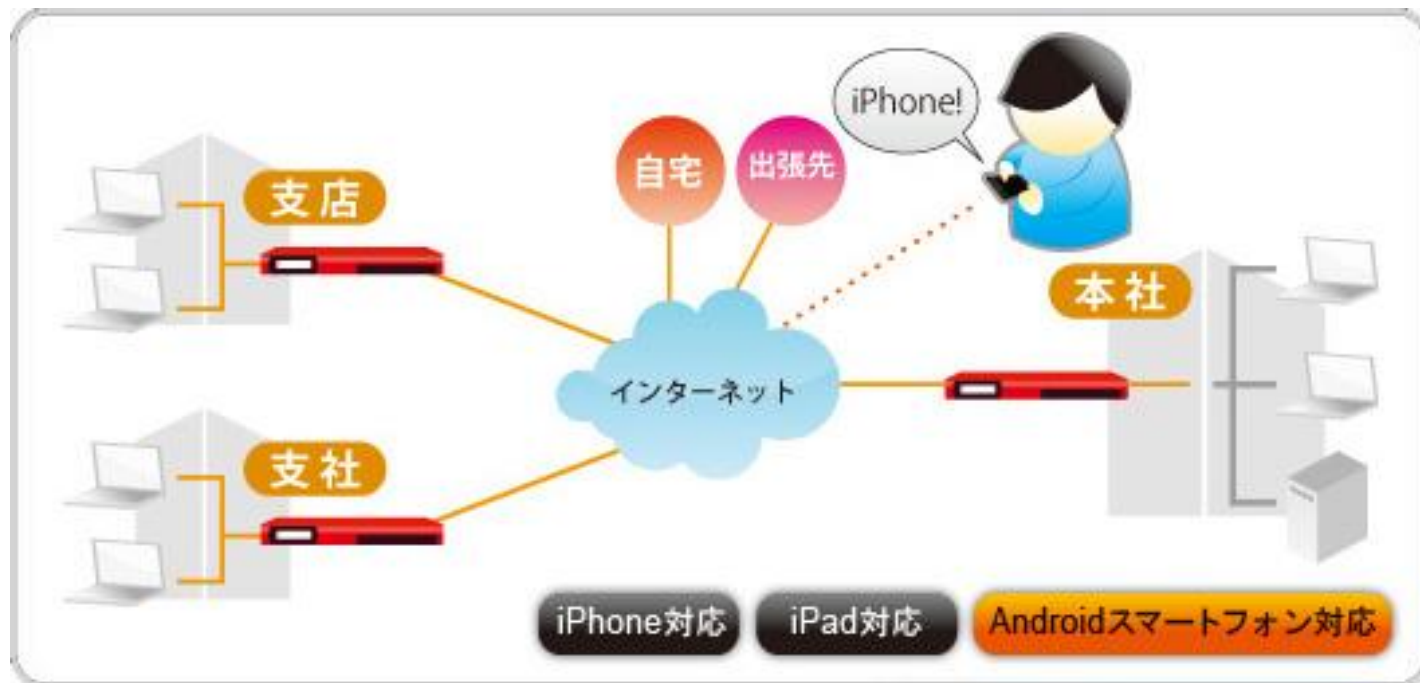 iPhone!
自宅
出張先
支店
本社
インターネット
支社
iPhone対応
iPad対応
Androidスマートフォン対応